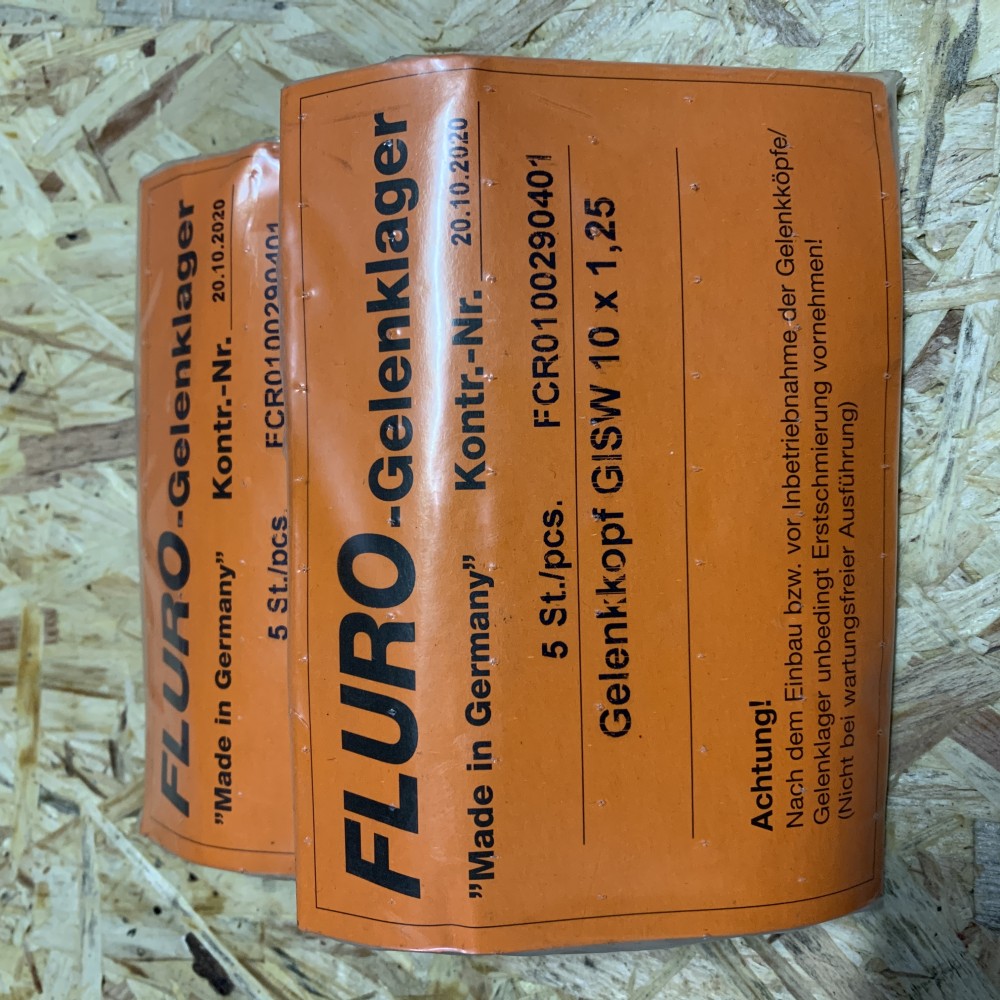 FLURO-Gelenklager
"Made in Germany" Kontr.-Nr. 20.10.2020
5 St./pcs. FCR0100290401
FLURO-Gelenklager
"Made in Germany" Kontr.-Nr. 20.10.2020
5 St./pcs. FCR0100290401
Gelenkkopf GISW 10 x 1,25
Achtung!
Nach dem Einbau bzw. vor Inbetriebnahme der Gelenkköpfe/
Gelenklager unbedingt Erstschmierung vornehmen!
(Nicht bei wartungsfreier Ausführung)